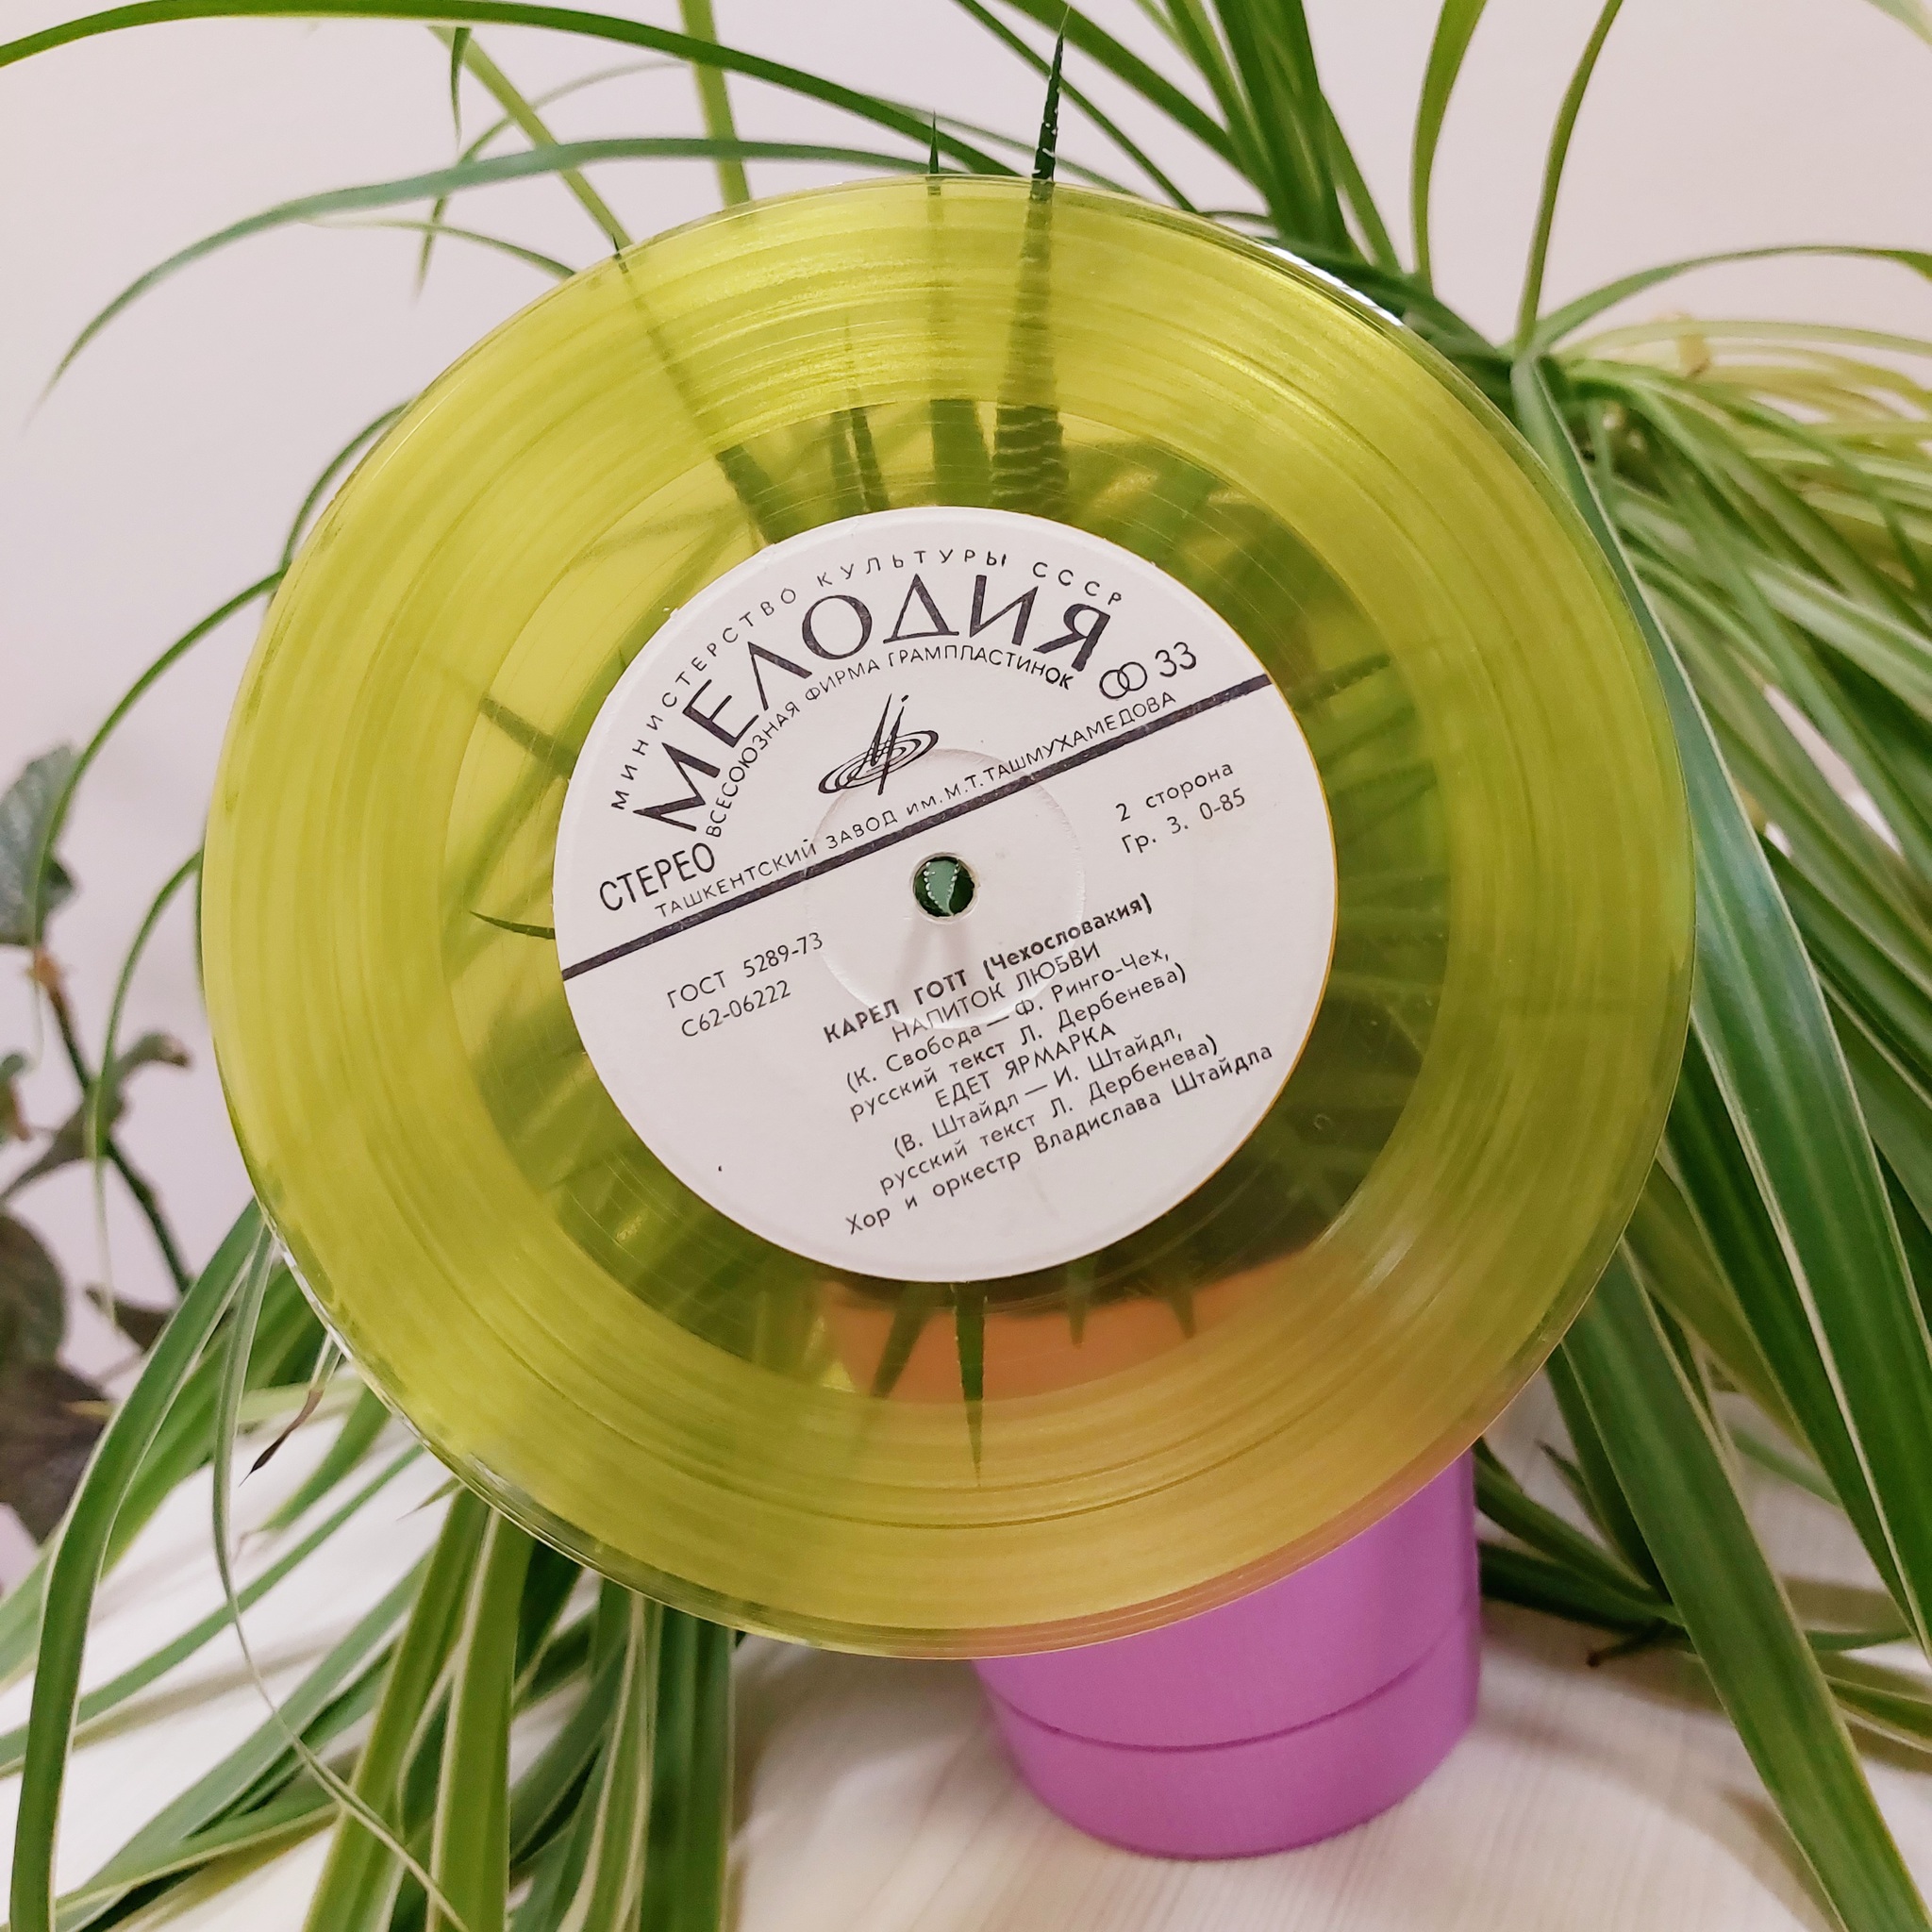 МИНИСТЕРСТВО КУЛЬТУРЫ СССР
МЕЛОДИЯ
ВСЕСОЮЗНАЯ ФИРМА ГРАМПЛАСТИНОК
СТЕРЕО
33
ТАШКЕНТСКИЙ ЗАВОД ИМ. М.Т. ТАШМУХАМЕДОВА
2 сторона
Гр. 3. 0-85
ГОСТ 5289-73
С62-06222
КАРЕЛ ГОТТ (Чехословакия)
НАПИТОК ЛЮБВИ
(К. Свобода — Ф. Ринго-Чех,
русский текст Л. Дербенева)
ЕДЕТ ЯРМАРКА
(В. Штайдл — И. Штайдл,
русский текст Л. Дербенева)
Хор и оркестр Владислава Штайдла